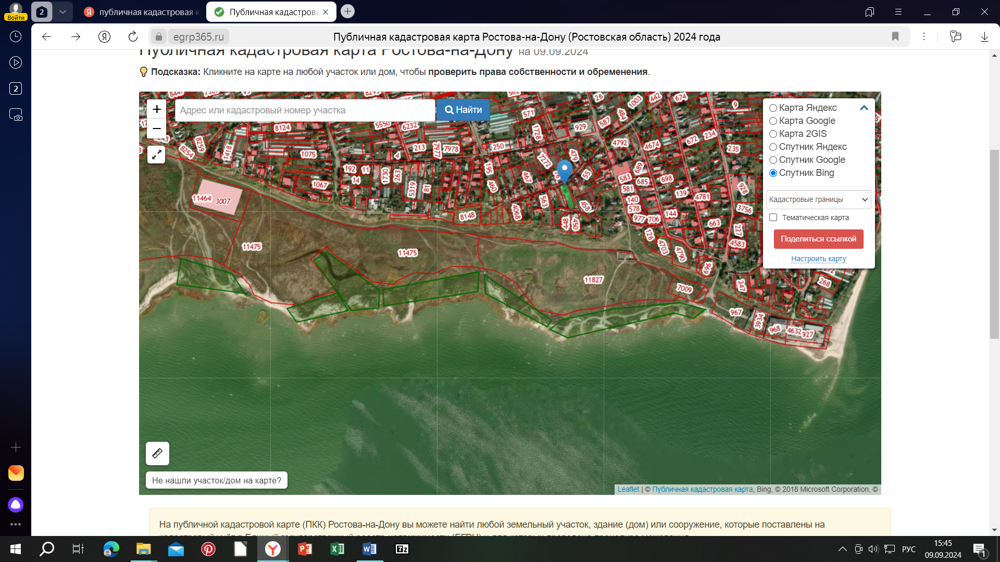 2
публичная кадастровая к
Публичная кадастрова
Войти
egrp365.ru
Публичная кадастровая карта Ростова-на-Дону (Ростовская область) 2024 года
2
Публичная кадастровая карта Ростова-на-Дону на 09.09.2024
Подсказка: Кликните на карте на любой участок или дом, чтобы проверить права собственности и обременения.
+
−
Адрес или кадастровый номер участка
Найти
Карта Яндекс
Карта Google
Карта 2GIS
Спутник Яндекс
Спутник Google
Спутник Bing
Кадастровые границы
Тематическая карта
Поделиться ссылкой
Настроить карту
26 1003 442 674 9
571 484
8124 5550 6232 1728 929 587
8259 672 234
8254 1418 1075 4 213 7977 7978 250 4792 4674 235
7272 479
192 11 1730 263 195 467 55 689
14 583 685 698
1067 5319 81 460 581 928
11464 3007 563 458 140 139 4781
578
8148 4068 977 706 144 3756
448 450 663 227
126
11475 4703 4583
11475 4790
696
11827 268
7009 247
967
3934 968 4632 927
Не нашли участок/дом на карте?
Leaflet | © Публичная кадастровая карта, Bing, © 2018 Microsoft Corporation, ©
На публичной кадастровой карте (ПКК) Ростова-на-Дону вы можете найти любой земельный участок, здание (дом) или сооружение, которые поставлены на
РУС
15:45
09.09.2024
1